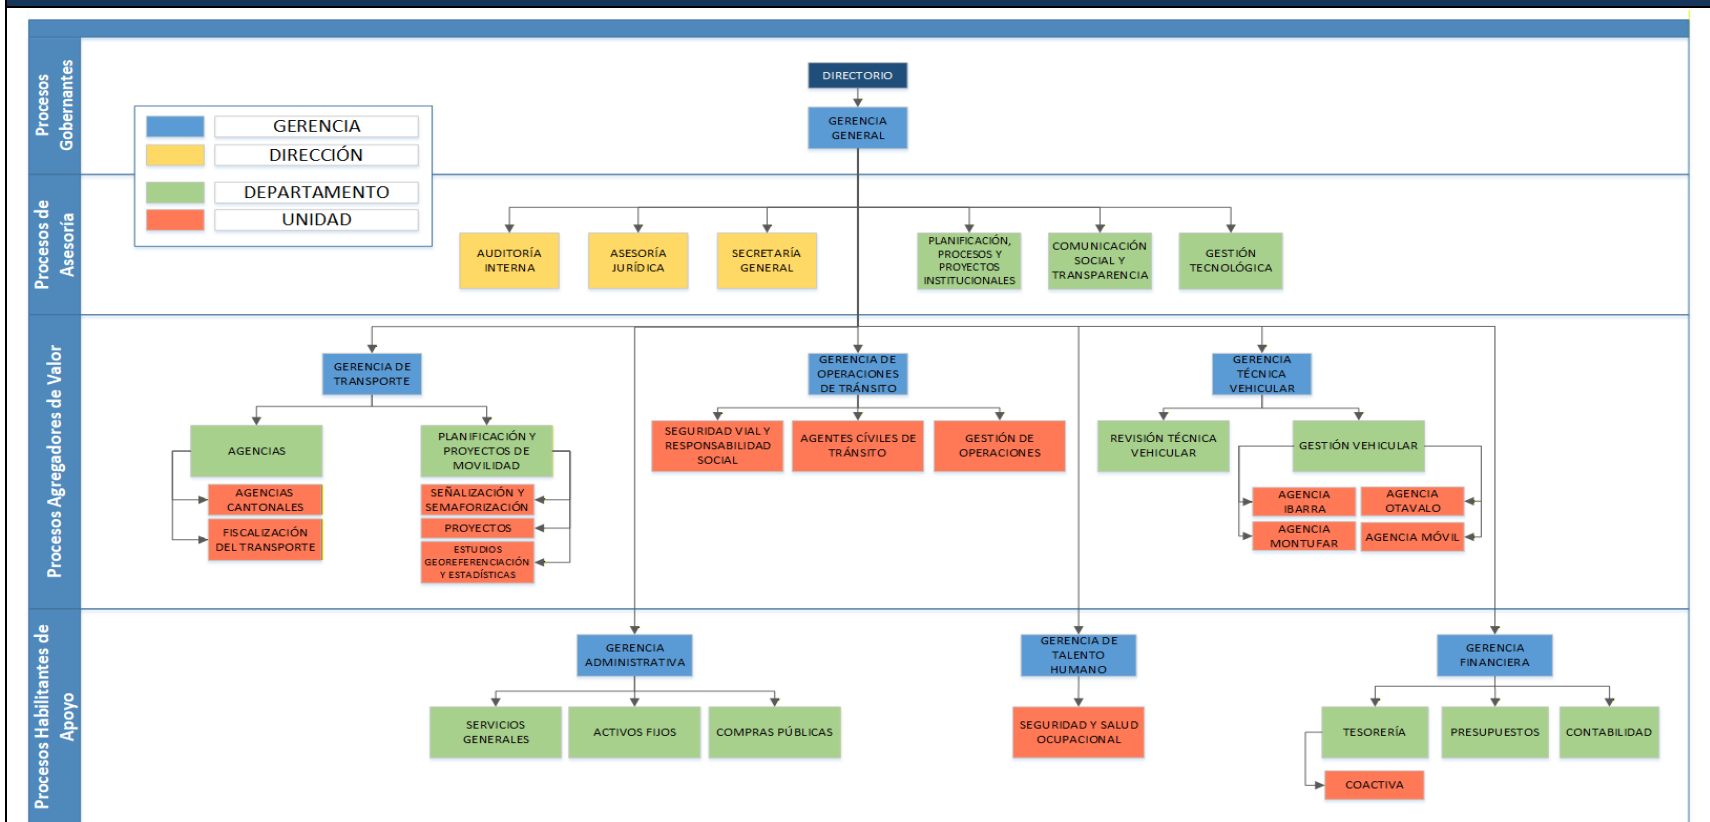 Procesos
Gobernantes
DIRECTORIO
GERENCIA
GENERAL
GERENCIA
DIRECCIÓN
DEPARTAMENTO
UNIDAD
Procesos de
Asesoría
AUDITORÍA
INTERNA
ASESORÍA
JURÍDICA
SECRETARÍA
GENERAL
PLANIFICACIÓN,
PROCESOS Y
PROYECTOS
INSTITUCIONALES
COMUNICACIÓN
SOCIAL Y
TRANSPARENCIA
GESTIÓN
TECNOLÓGICA
Procesos Agregadores de Valor
GERENCIA DE
TRANSPORTE
GERENCIA DE
OPERACIONES
DE TRÁNSITO
GERENCIA
TÉCNICA
VEHICULAR
AGENCIAS
PLANIFICACIÓN Y
PROYECTOS DE
MOVILIDAD
SEGURIDAD VIAL Y
RESPONSABILIDAD
SOCIAL
AGENTES CÍVILES DE
TRÁNSITO
GESTIÓN DE
OPERACIONES
REVISIÓN TÉCNICA
VEHICULAR
GESTIÓN VEHICULAR
AGENCIAS
CANTONALES
FISCALIZACIÓN
DEL TRANSPORTE
SEÑALIZACIÓN Y
SEMAFORIZACIÓN
PROYECTOS
ESTUDIOS
GEOREFERENCIACIÓN
Y ESTADÍSTICAS
AGENCIA
IBARRA
AGENCIA
OTAVALO
AGENCIA
MONTUFAR
AGENCIA MÓVIL
Procesos Habilitantes de
Apoyo
GERENCIA
ADMINISTRATIVA
GERENCIA DE
TALENTO
HUMANO
GERENCIA
FINANCIERA
SERVICIOS
GENERALES
ACTIVOS FIJOS
COMPRAS PÚBLICAS
SEGURIDAD Y SALUD
OCUPACIONAL
TESORERÍA
PRESUPUESTOS
CONTABILIDAD
COACTIVA